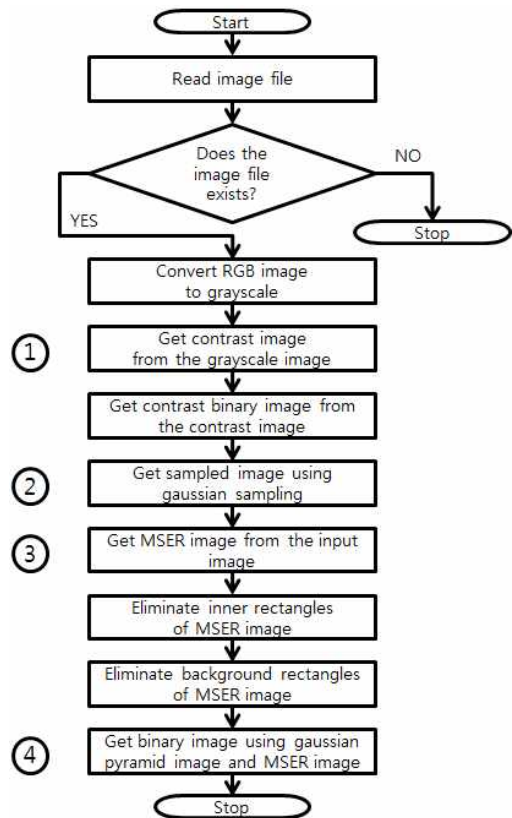 Start
Read image file
Does the
image file
exists?
NO
YES
Stop
Convert RGB image
to grayscale
1
Get contrast image
from the grayscale image
Get contrast binary image from
the contrast image
2
Get sampled image using
gaussian sampling
3
Get MSER image from the input
image
Eliminate inner rectangles
of MSER image
Eliminate background rectangles
of MSER image
4
Get binary image using gaussian
pyramid image and MSER image
Stop